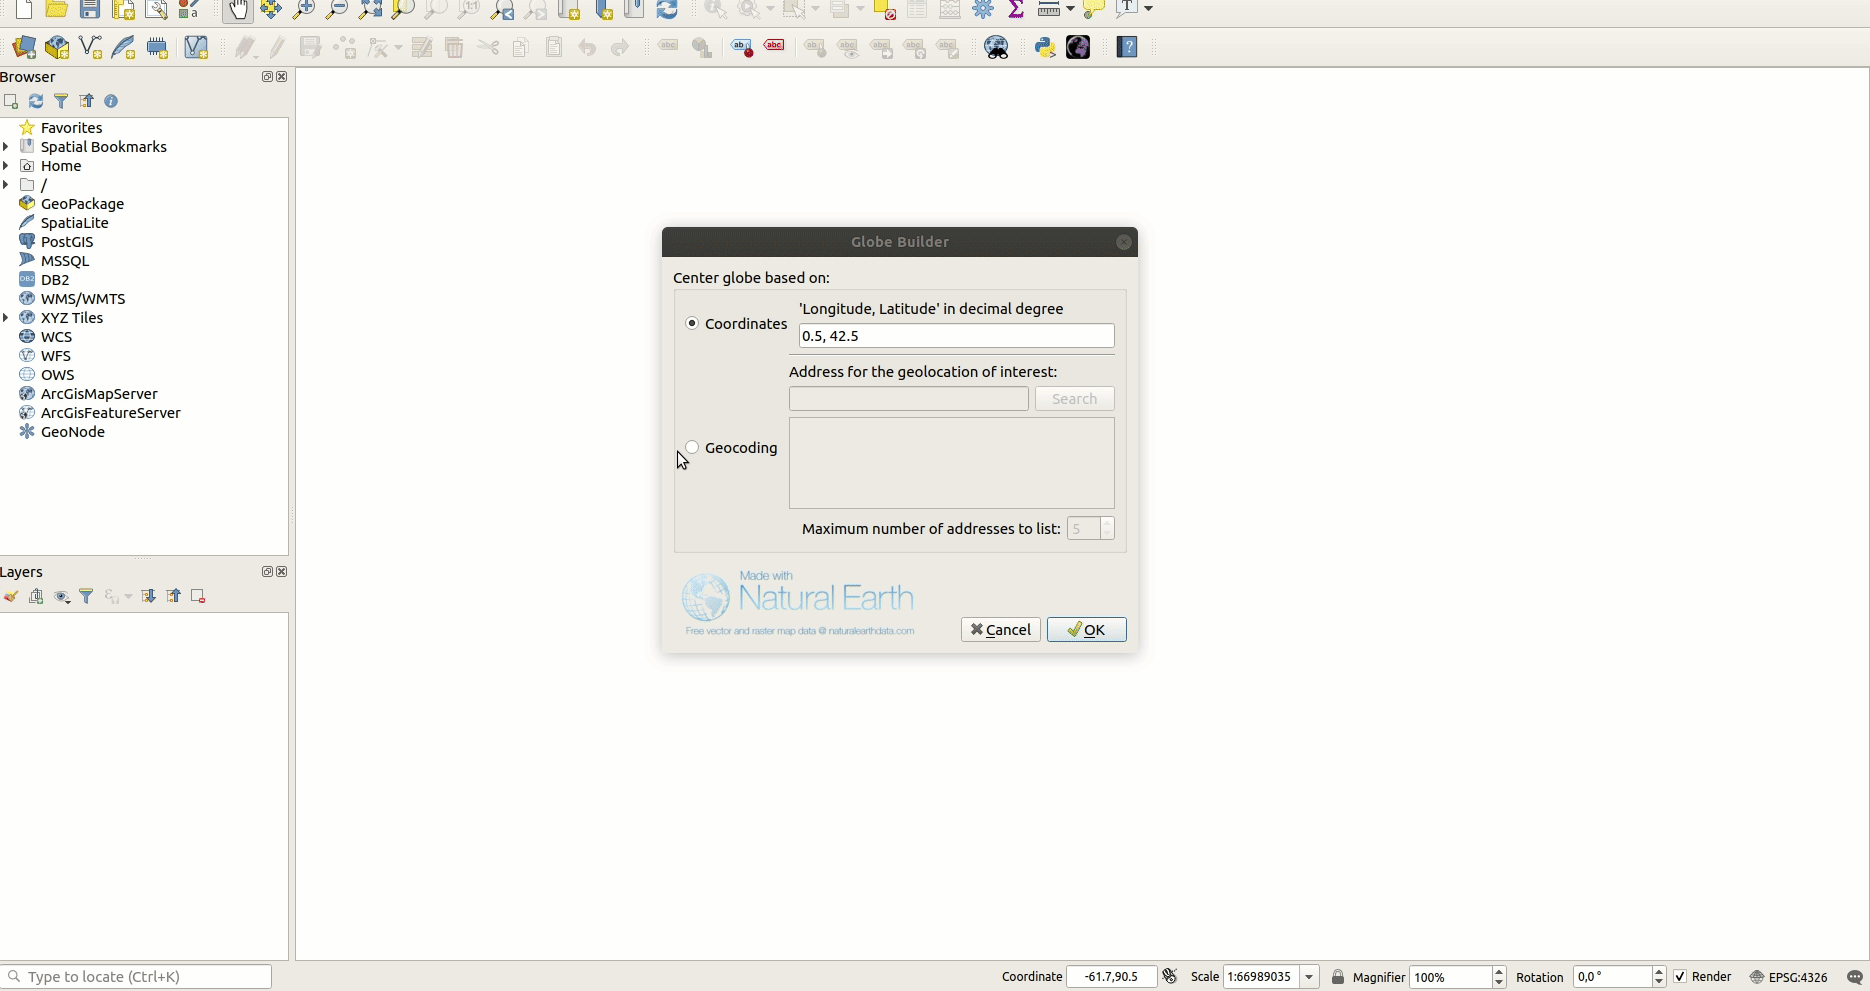 Browser
Favorites
Spatial Bookmarks
Home
/
GeoPackage
SpatiaLite
PostGIS
MSSQL
DB2
WMS/WMTS
XYZ Tiles
WCS
WFS
OWS
ArcGisMapServer
ArcGisFeatureServer
GeoNode
Layers
Globe Builder
Center globe based on:
'Longitude, Latitude' in decimal degree
Coordinates
0.5, 42.5
Address for the geolocation of interest:
Search
Geocoding
Maximum number of addresses to list: 5
Made with
Natural Earth
Free vector and raster map data @ naturalearthdata.com
Cancel
OK
Type to locate (Ctrl+K)
Coordinate -61.7,90.5 Scale 1:66989035 Magnifier 100% Rotation 0,0 ° Render EPSG:4326